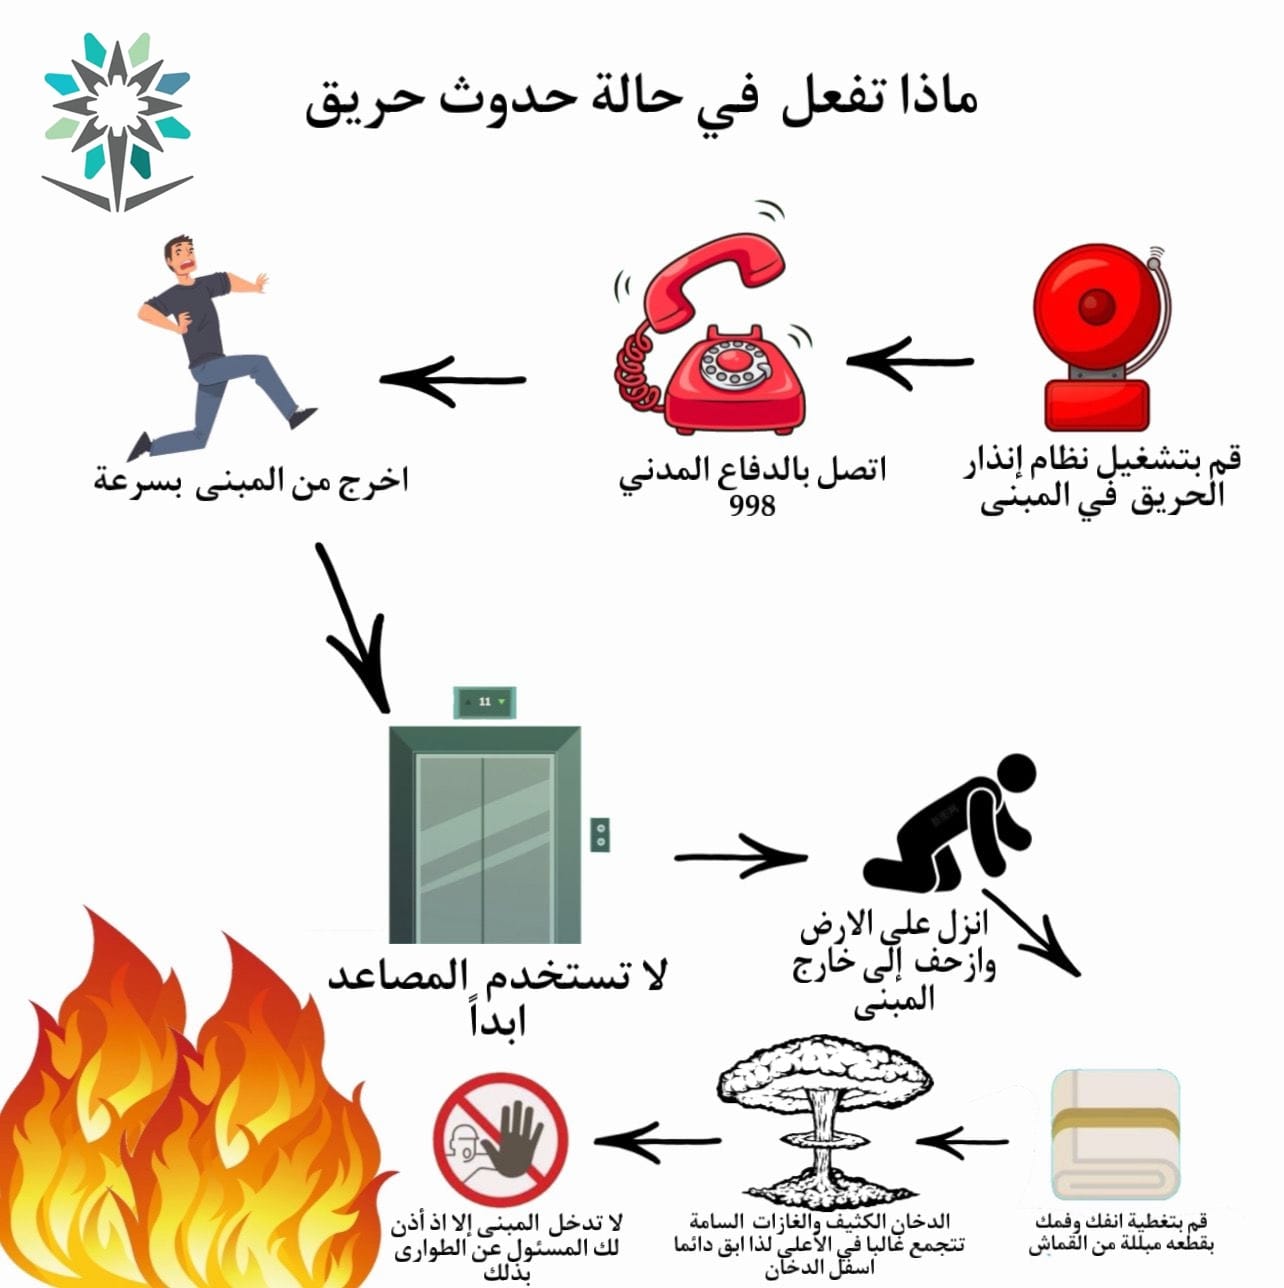 ماذا تفعل في حالة حدوث حريق
قم بتشغيل نظام إنذار
الحريق في المبنى
اتصل بالدفاع المدني
998
اخرج من المبنى بسرعة
11
لا تستخدم المصاعد
ابداً
انزل على الارض
وازحف إلى خارج
المبنى
قم بتغطية انفك وفمك
بقطعه مبللة من القماش
الدخان الكثيف والغازات السامة
تتجمع غالبا في الأعلى لذا ابق دائما
اسفل الدخان
لا تدخل المبنى إلا اذ أذن
لك المسئول عن الطوارى
بذلك